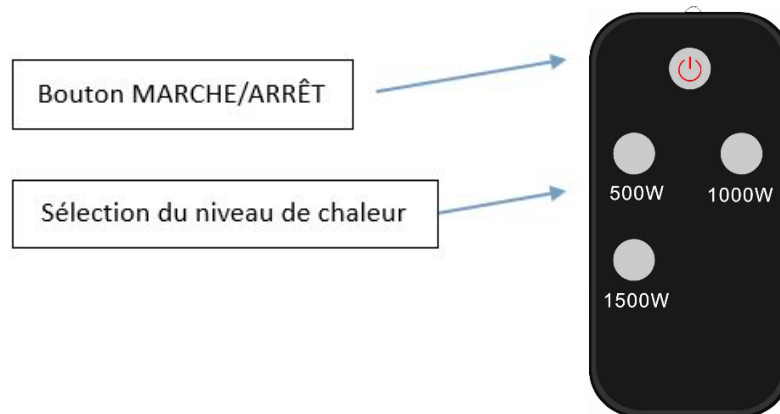 Bouton MARCHE/ARRÊT
Sélection du niveau de chaleur
500W 1000W
1500W